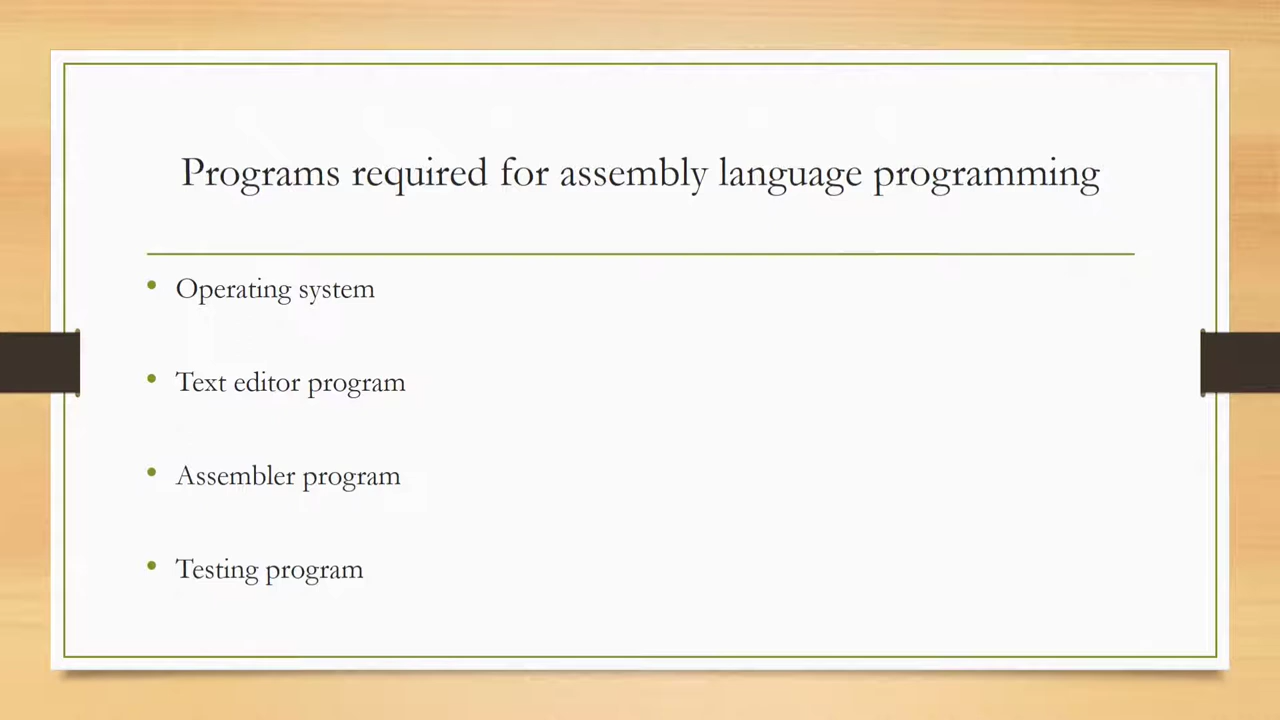 Programs required for assembly language programming
• Operating system
• Text editor program
• Assembler program
• Testing program